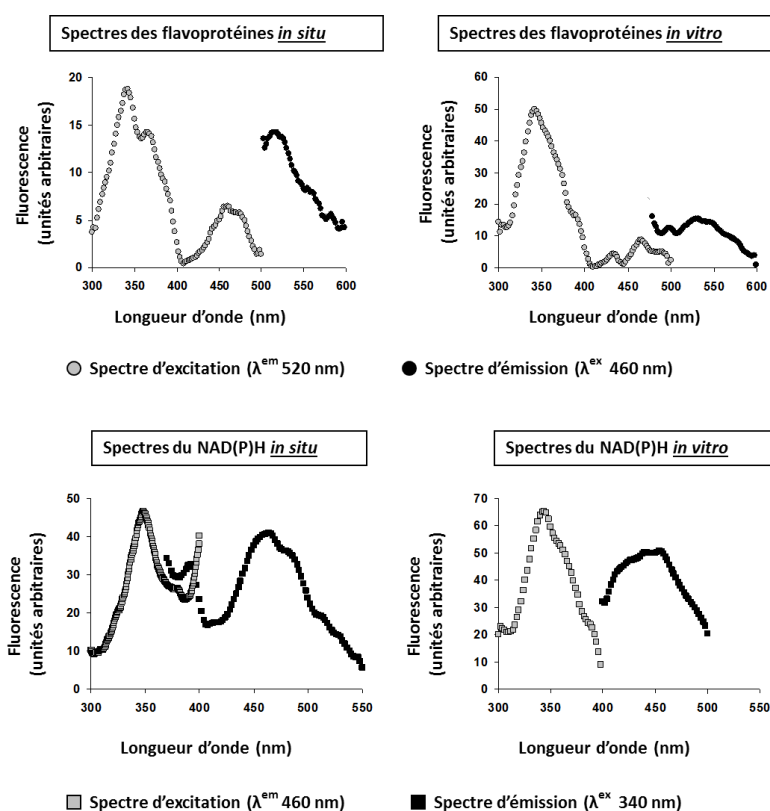 Spectres des flavoprotéines in situ
Spectres des flavoprotéines in vitro
Fluorescence
(unités arbitraires)
20
15
10
5
0
300 350 400 450 500 550 600
Longueur d'onde (nm)
Fluorescence
(unités arbitraires)
60
50
40
30
20
10
0
300 350 400 450 500 550 600
Longueur d'onde (nm)
Spectre d'excitation (λem 520 nm)
Spectre d'émission (λex 460 nm)
Spectres du NAD(P)H in situ
Spectres du NAD(P)H in vitro
Fluorescence
(unités arbitraires)
50
40
30
20
10
0
300 350 400 450 500 550
Longueur d'onde (nm)
Fluorescence
(unités arbitraires)
70
60
50
40
30
20
10
0
300 350 400 450 500 550
Longueur d'onde (nm)
Spectre d'excitation (λem 460 nm)
Spectre d'émission (λex 340 nm)